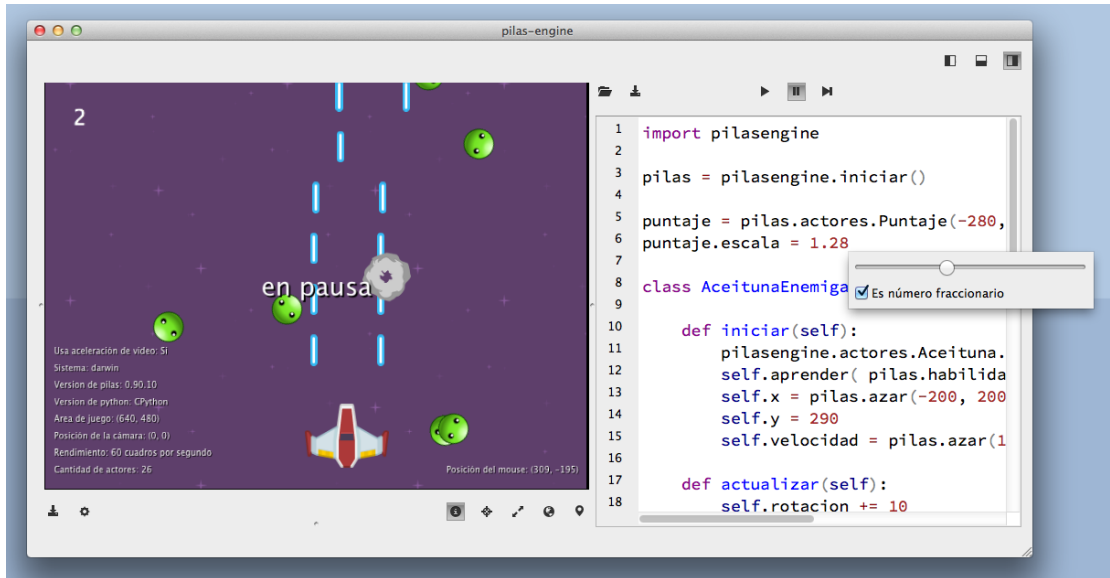 pilas-engine
2
en pausa
Usa aceleración de video: Si
Sistema: darwin
Version de pilas: 0.90.10
Version de python: CPython
Area de juego: (640, 480)
Posición de la cámara: (0, 0)
Rendimiento: 60 cuadros por segundo
Cantidad de actores: 26
Posición del mouse: (309, -195)
1 import pilasengine
2
3 pilas = pilasengine.iniciar()
4
5 puntaje = pilas.actores.Puntaje(-280,
6 puntaje.escala = 1.28
7
8 class AceitunaEnemiga
9
10 def iniciar(self):
11 pilasengine.actores.Aceituna.
12 self.aprender( pilas.habilida
13 self.x = pilas.azar(-200, 200
14 self.y = 290
15 self.velocidad = pilas.azar(1
16
17 def actualizar(self):
18 self.rotacion += 10
Es número fraccionario